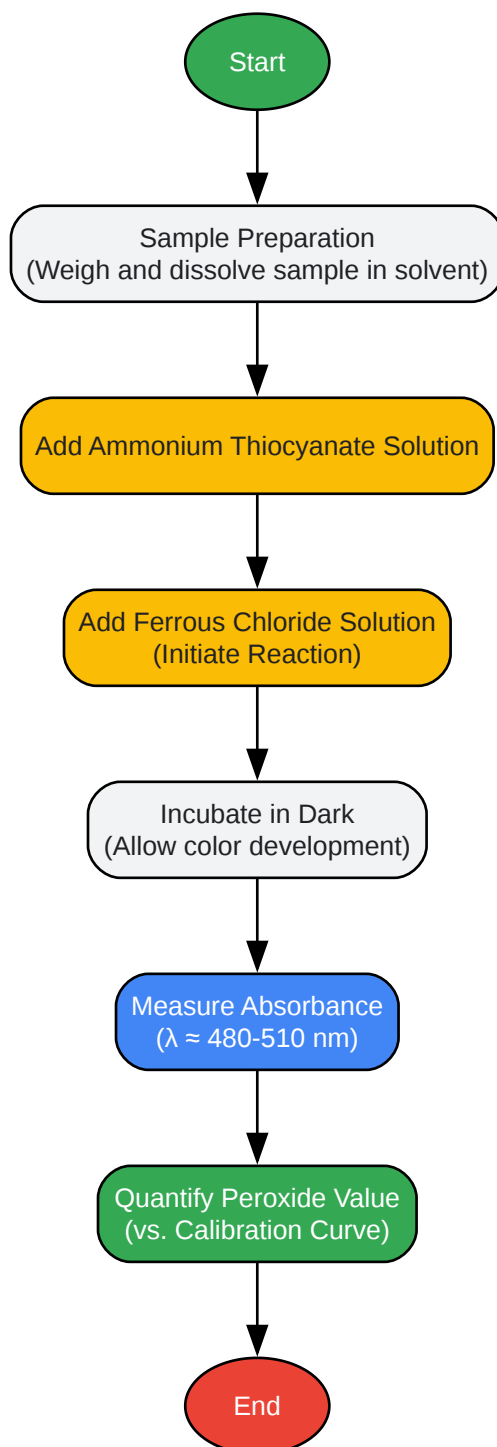 Start
Sample Preparation
(Weigh and dissolve sample in solvent)
Add Ammonium Thiocyanate Solution
Add Ferrous Chloride Solution
(Initiate Reaction)
Incubate in Dark
(Allow color development)
Measure Absorbance
(λ ≈ 480-510 nm)
Quantify Peroxide Value
(vs. Calibration Curve)
End